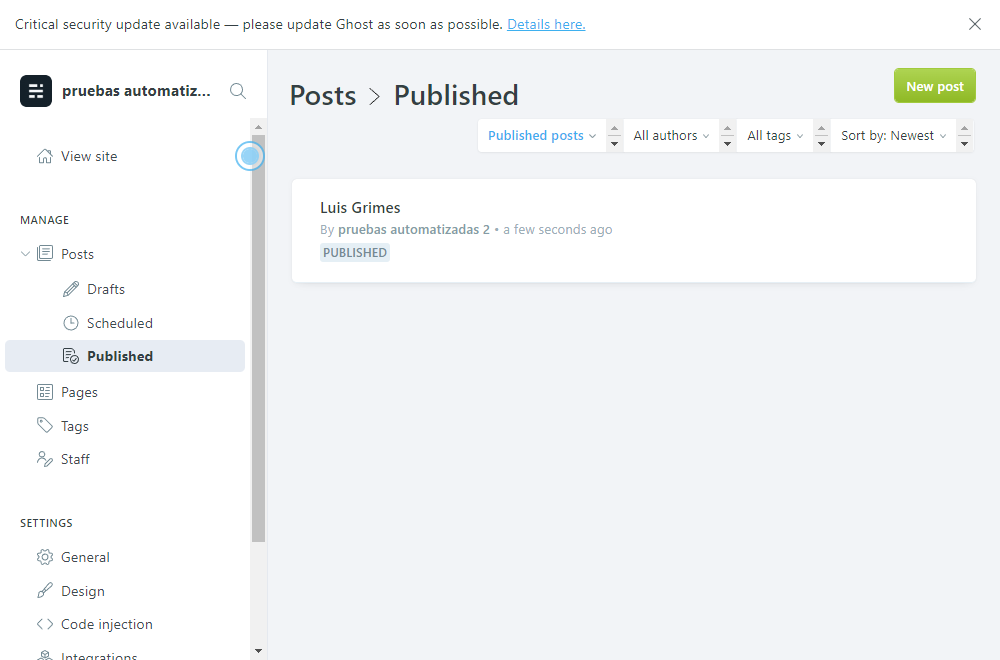 Critical security update available — please update Ghost as soon as possible. Details here.
pruebas automatiz...
View site
MANAGE
Posts
Drafts
Scheduled
Published
Pages
Tags
Staff
SETTINGS
General
Design
Code injection
Integrations
Posts > Published
New post
Published posts
All authors
All tags
Sort by: Newest
Luis Grimes
By pruebas automatizadas 2 • a few seconds ago
PUBLISHED